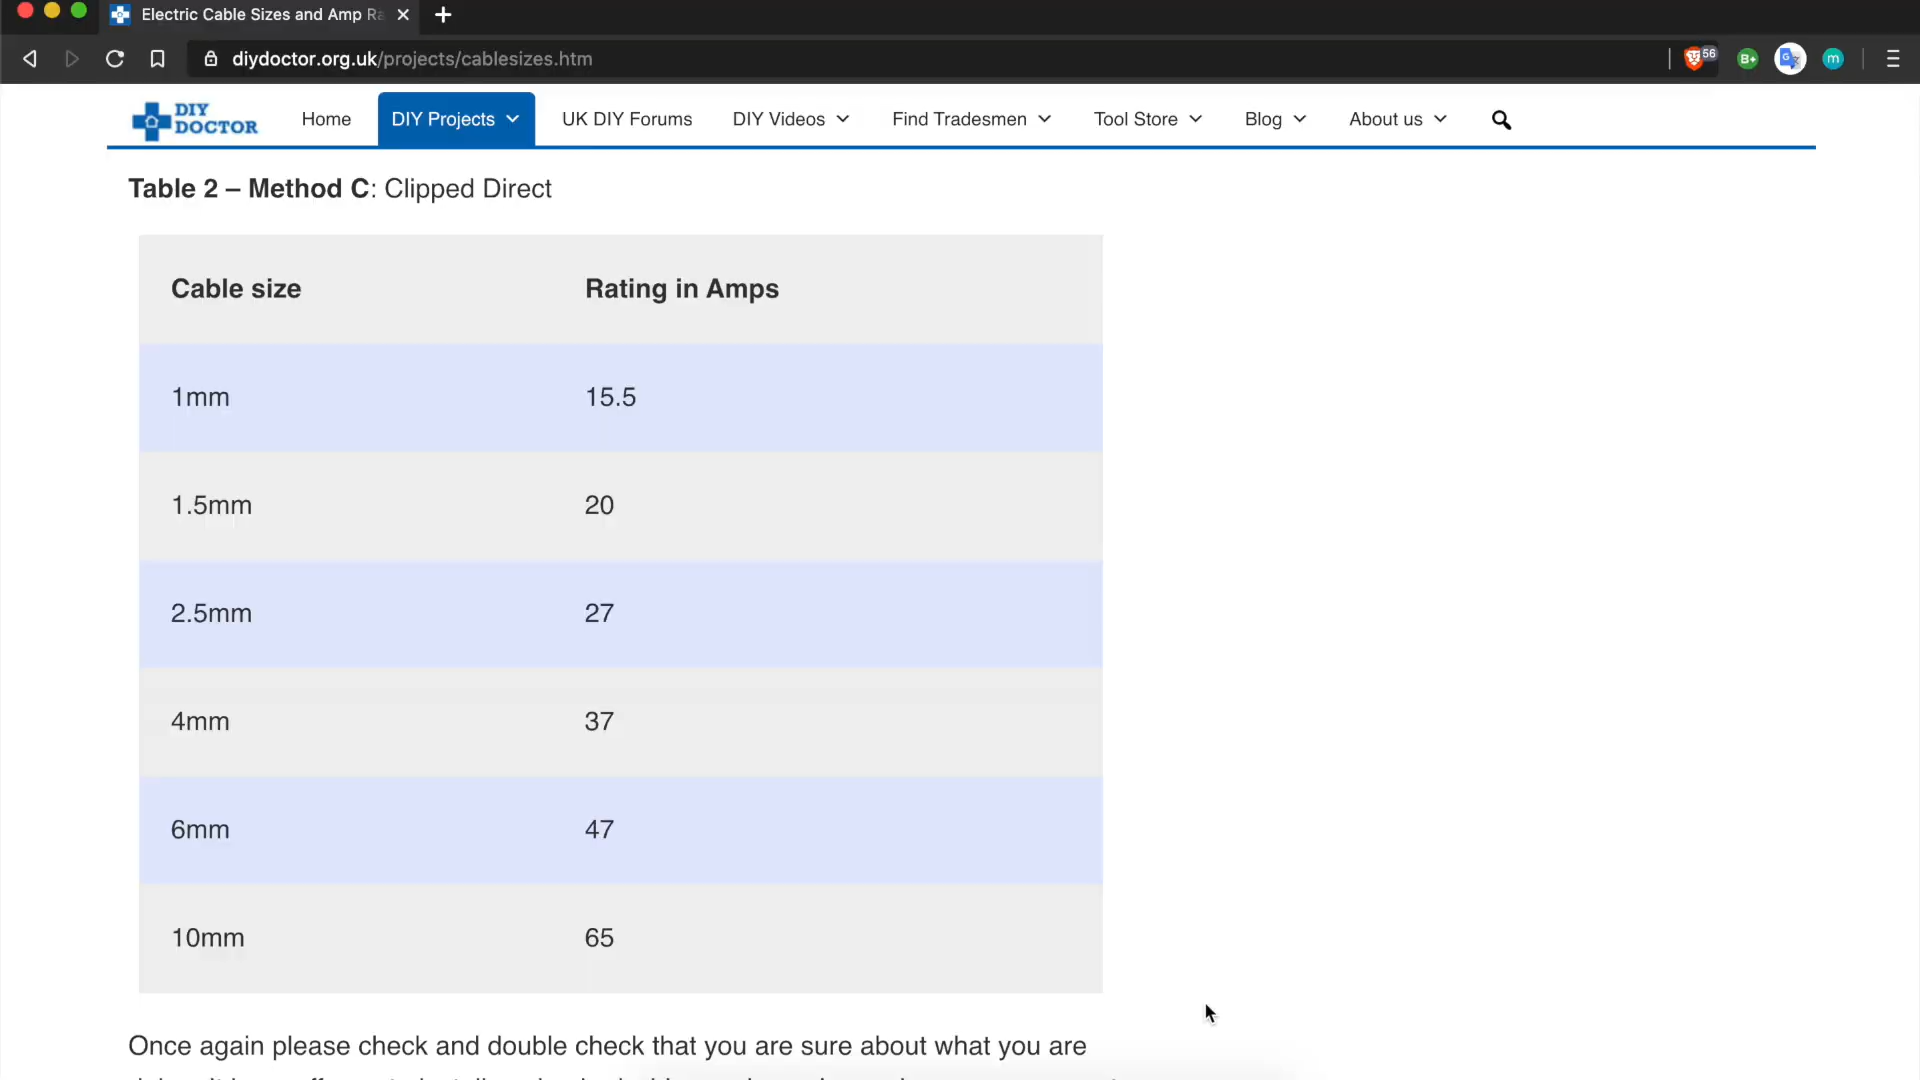 Electric Cable Sizes and Amp Ra
diydoctor.org.uk/projects/cablesizes.htm
56
B+
G
m
DIY DOCTOR
Home DIY Projects UK DIY Forums DIY Videos Find Tradesmen Tool Store Blog About us
Table 2 – Method C: Clipped Direct
Cable size Rating in Amps
1mm 15.5
1.5mm 20
2.5mm 27
4mm 37
6mm 47
10mm 65
Once again please check and double check that you are sure about what you are